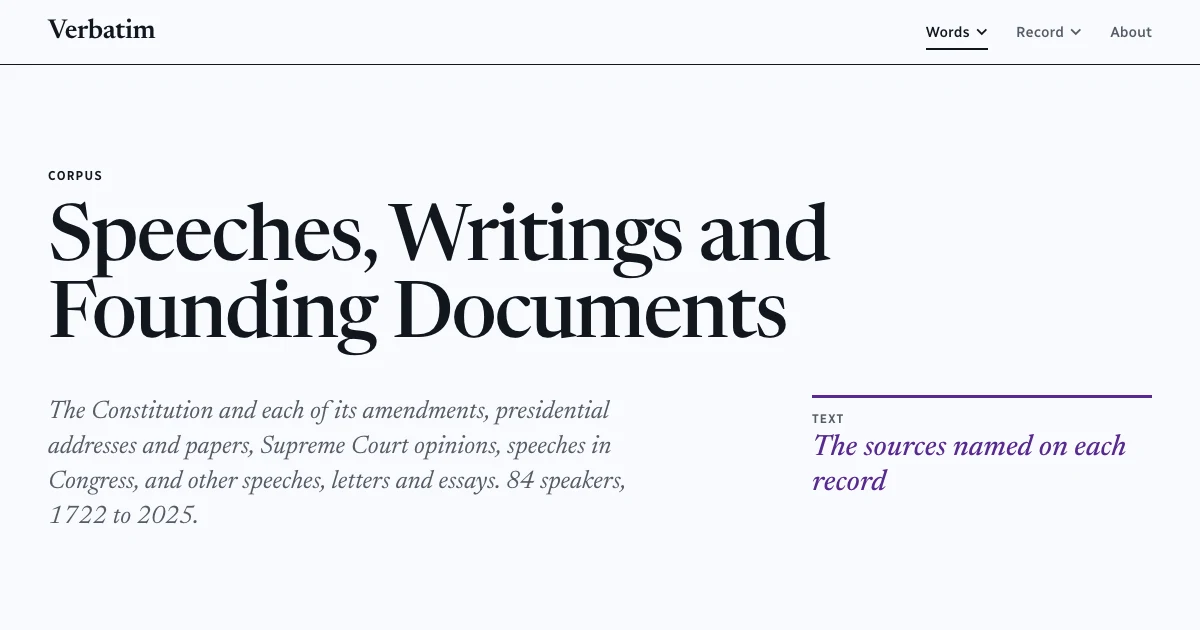 Verbatim
Words
Record
About
CORPUS
Speeches, Writings and
Founding Documents
The Constitution and each of its amendments, presidential
addresses and papers, Supreme Court opinions, speeches in
Congress, and other speeches, letters and essays. 84 speakers,
1722 to 2025.
TEXT
The sources named on each
record